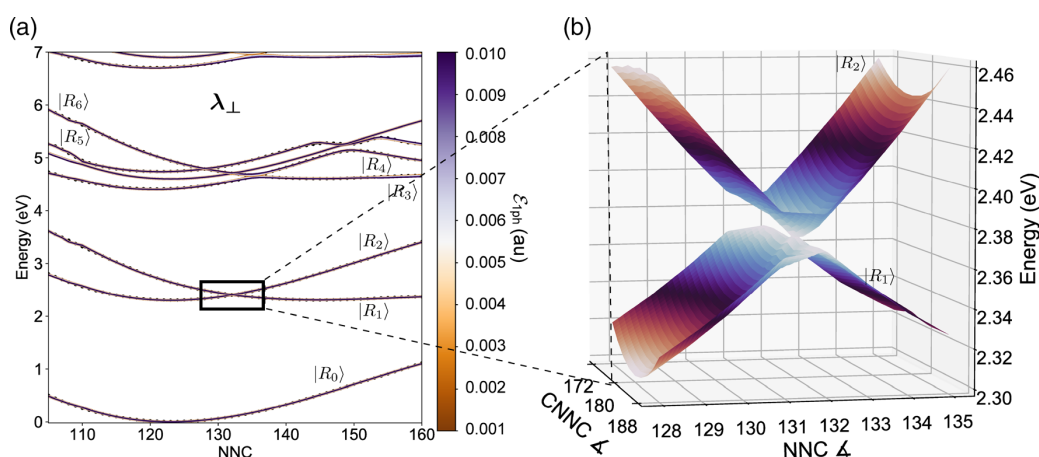 (a)
7
6
5
4
3
2
1
0
Energy (eV)
110
120
130
140
150
160
NNC
λ⊥
|R₆⟩
|R₅⟩
|R₄⟩
|R₃⟩
|R₂⟩
|R₁⟩
|R₀⟩
0.010
0.009
0.008
0.007
0.006
0.005
0.004
0.003
0.002
0.001
ℰ₁ₚₕ (au)
(b)
|R₂⟩
|R₁⟩
2.46
2.44
2.42
2.40
2.38
2.36
2.34
2.32
2.30
Energy (eV)
172
180
188
CNNC ∡
128
129
130
131
132
133
134
135
NNC ∡